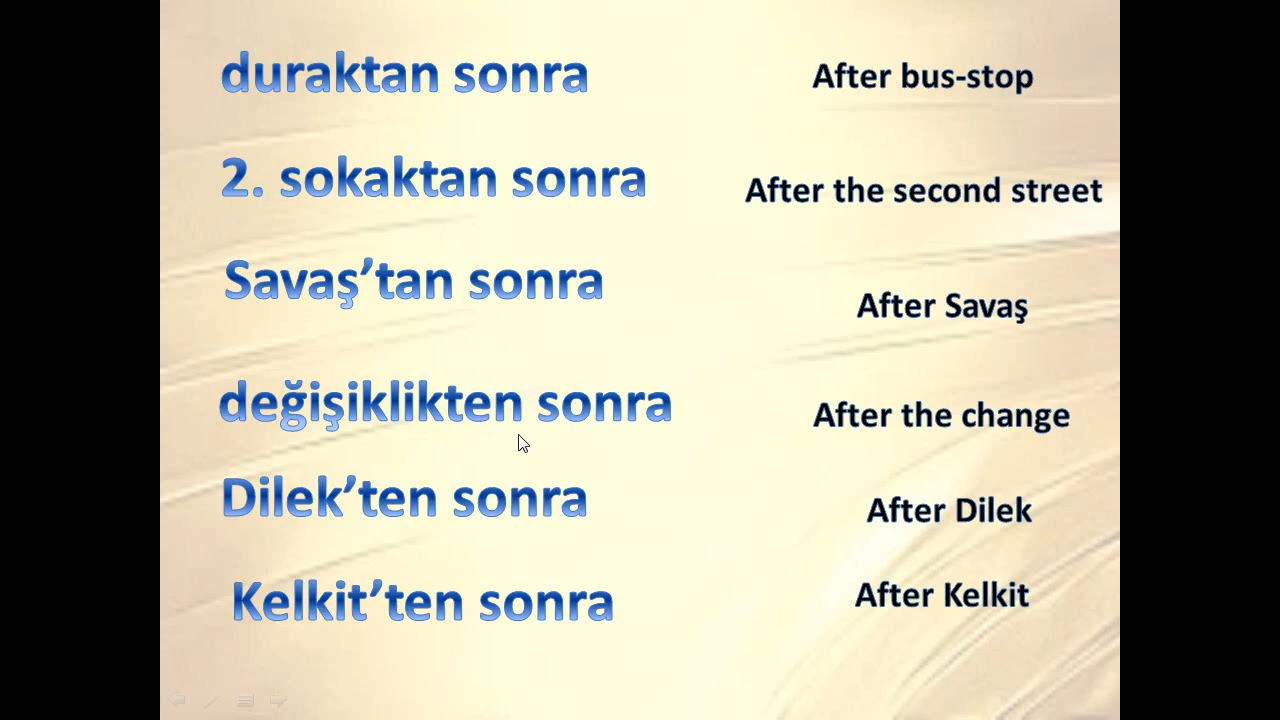 duraktan sonra After bus-stop
2. sokaktan sonra After the second street
Savaş’tan sonra After Savaş
değişiklikten sonra After the change
Dilek’ten sonra After Dilek
Kelkit’ten sonra After Kelkit